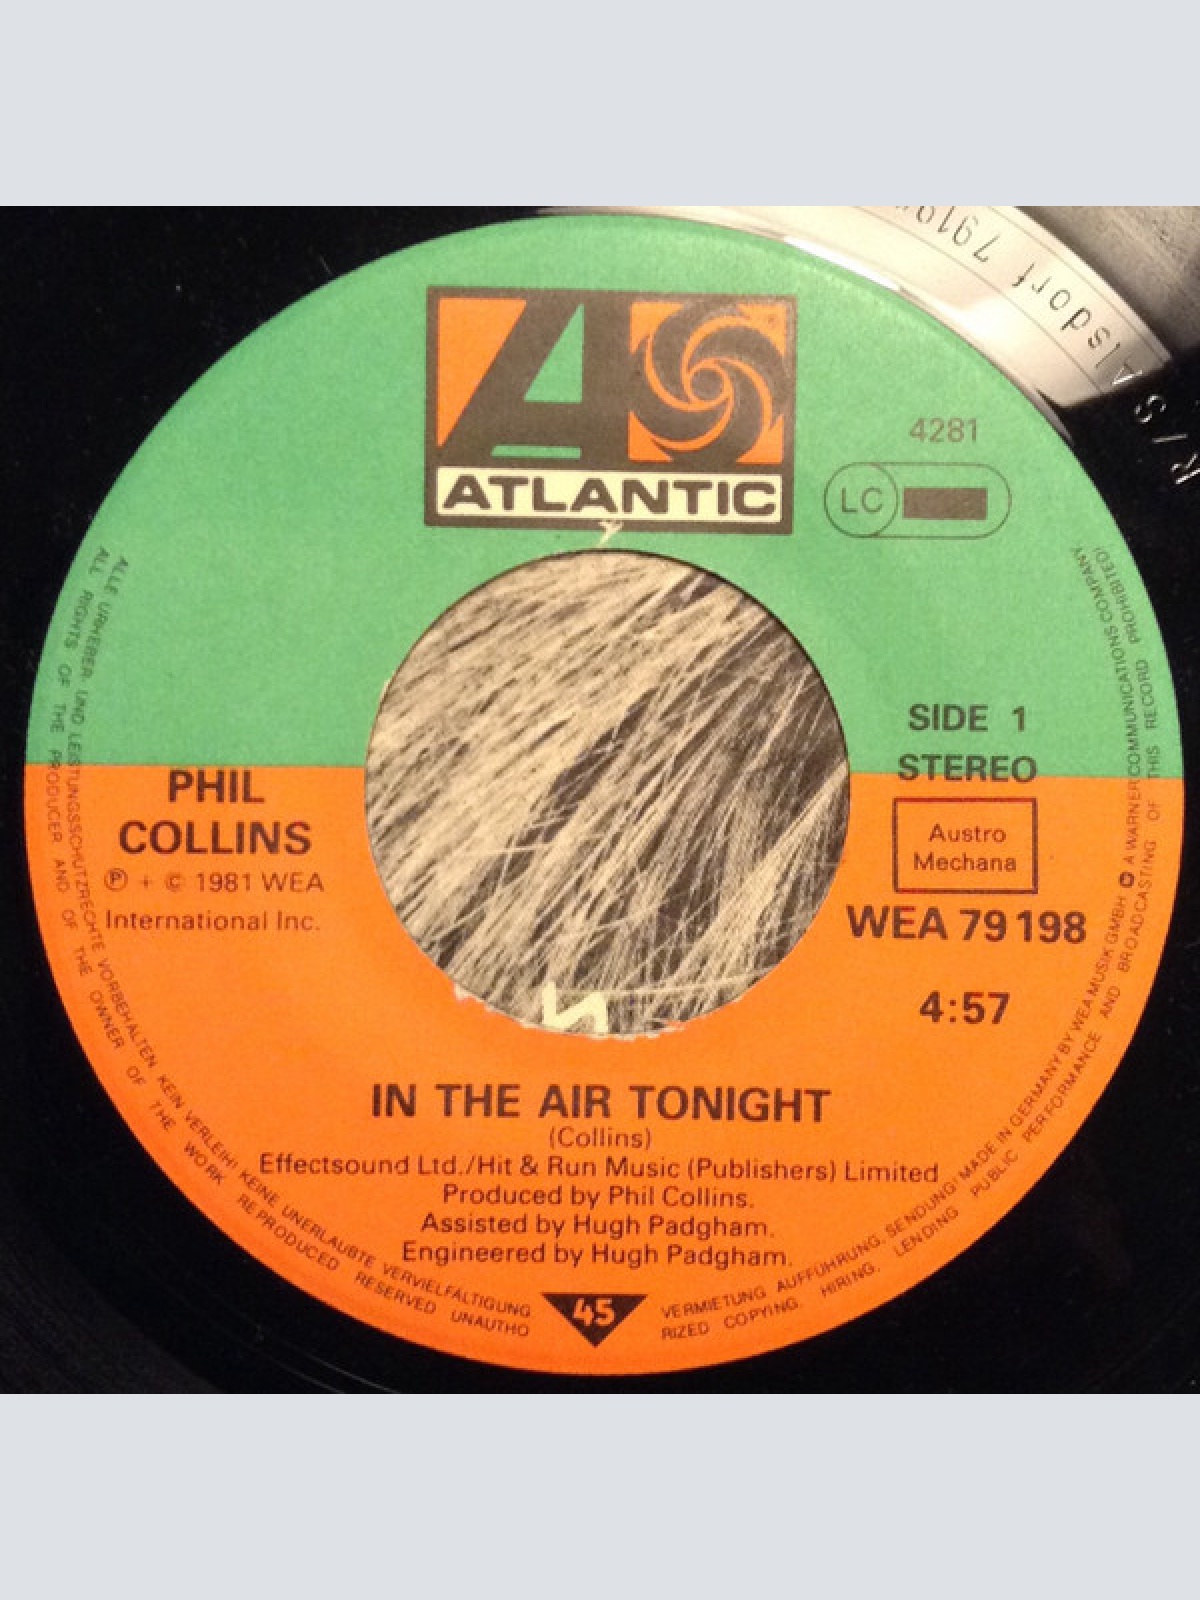 ATLANTIC
4281
LC
SIDE 1
STEREO
Austro
Mechana
WEA 79 198
4:57
PHIL
COLLINS
Ⓟ + © 1981 WEA
International Inc.
IN THE AIR TONIGHT
(Collins)
Effectsound Ltd./Hit & Run Music (Publishers) Limited
Produced by Phil Collins.
Assisted by Hugh Padgham.
Engineered by Hugh Padgham.
45
ALLE URHEBER- UND LEISTUNGSSCHUTZRECHTE VORBEHALTEN. KEIN VERLEIH! KEINE UNERLAUBTE VERVIELFÄLTIGUNG, VERMIETUNG, AUFFÜHRUNG, SENDUNG! MADE IN GERMANY BY WEA MUSIK GMBH A WARNER COMMUNICATIONS COMPANY.
ALL RIGHTS OF THE PRODUCER AND OF THE OWNER OF THE WORK REPRODUCED RESERVED UNAUTHORIZED COPYING, HIRING, LENDING, PUBLIC PERFORMANCE AND BROADCASTING OF THIS RECORD PROHIBITED!
R/S Alsdorf